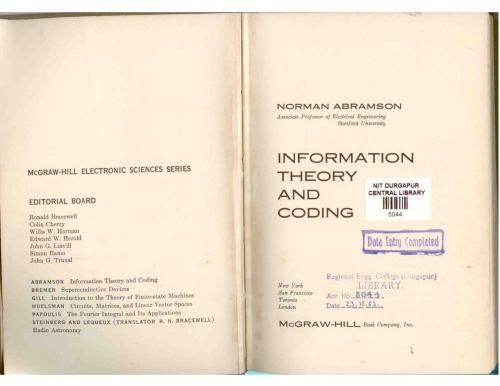 McGRAW-HILL ELECTRONIC SCIENCES SERIES
EDITORIAL BOARD
Ronald Bracewell
Colin Cherry
Willis W. Harman
Edward W. Herold
John G. Linvill
Simon Ramo
John G. Truxal
ABRAMSON Information Theory and Coding
BREMER Superconductive Devices
GILL Introduction to the Theory of Finite-state Machines
HUELSMAN Circuits, Matrices, and Linear Vector Spaces
PAPOULIS The Fourier Integral and Its Applications
STEINBERG AND LEQUEUX (TRANSLATOR R. N. BRACEWELL)
Radio Astronomy
NORMAN ABRAMSON
Associate Professor of Electrical Engineering
Stanford University
INFORMATION
THEORY
AND
CODING
NIT DURGAPUR
CENTRAL LIBRARY
5044
Data Entry Completed
Regional Engg. College (Durgapur)
LIBRARY.
New York
San Francisco
Toronto
London
Acc. No. 5044
Date
McGRAW-HILL Book Company, Inc.